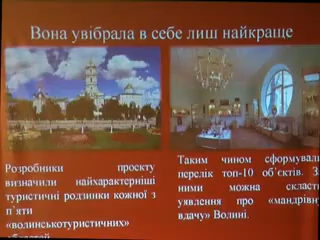 Вона увібрала в себе лиш найкраще
Розробники проєкту
визначили найхарактерніші
туристичні родзинки кожної з
п`яти
«волинськотуристичних»
Таким чином сформували
перелік топ-10 об`єктів. З
ними можна скласти
уявлення про «мандрівну
вдачу» Волині.